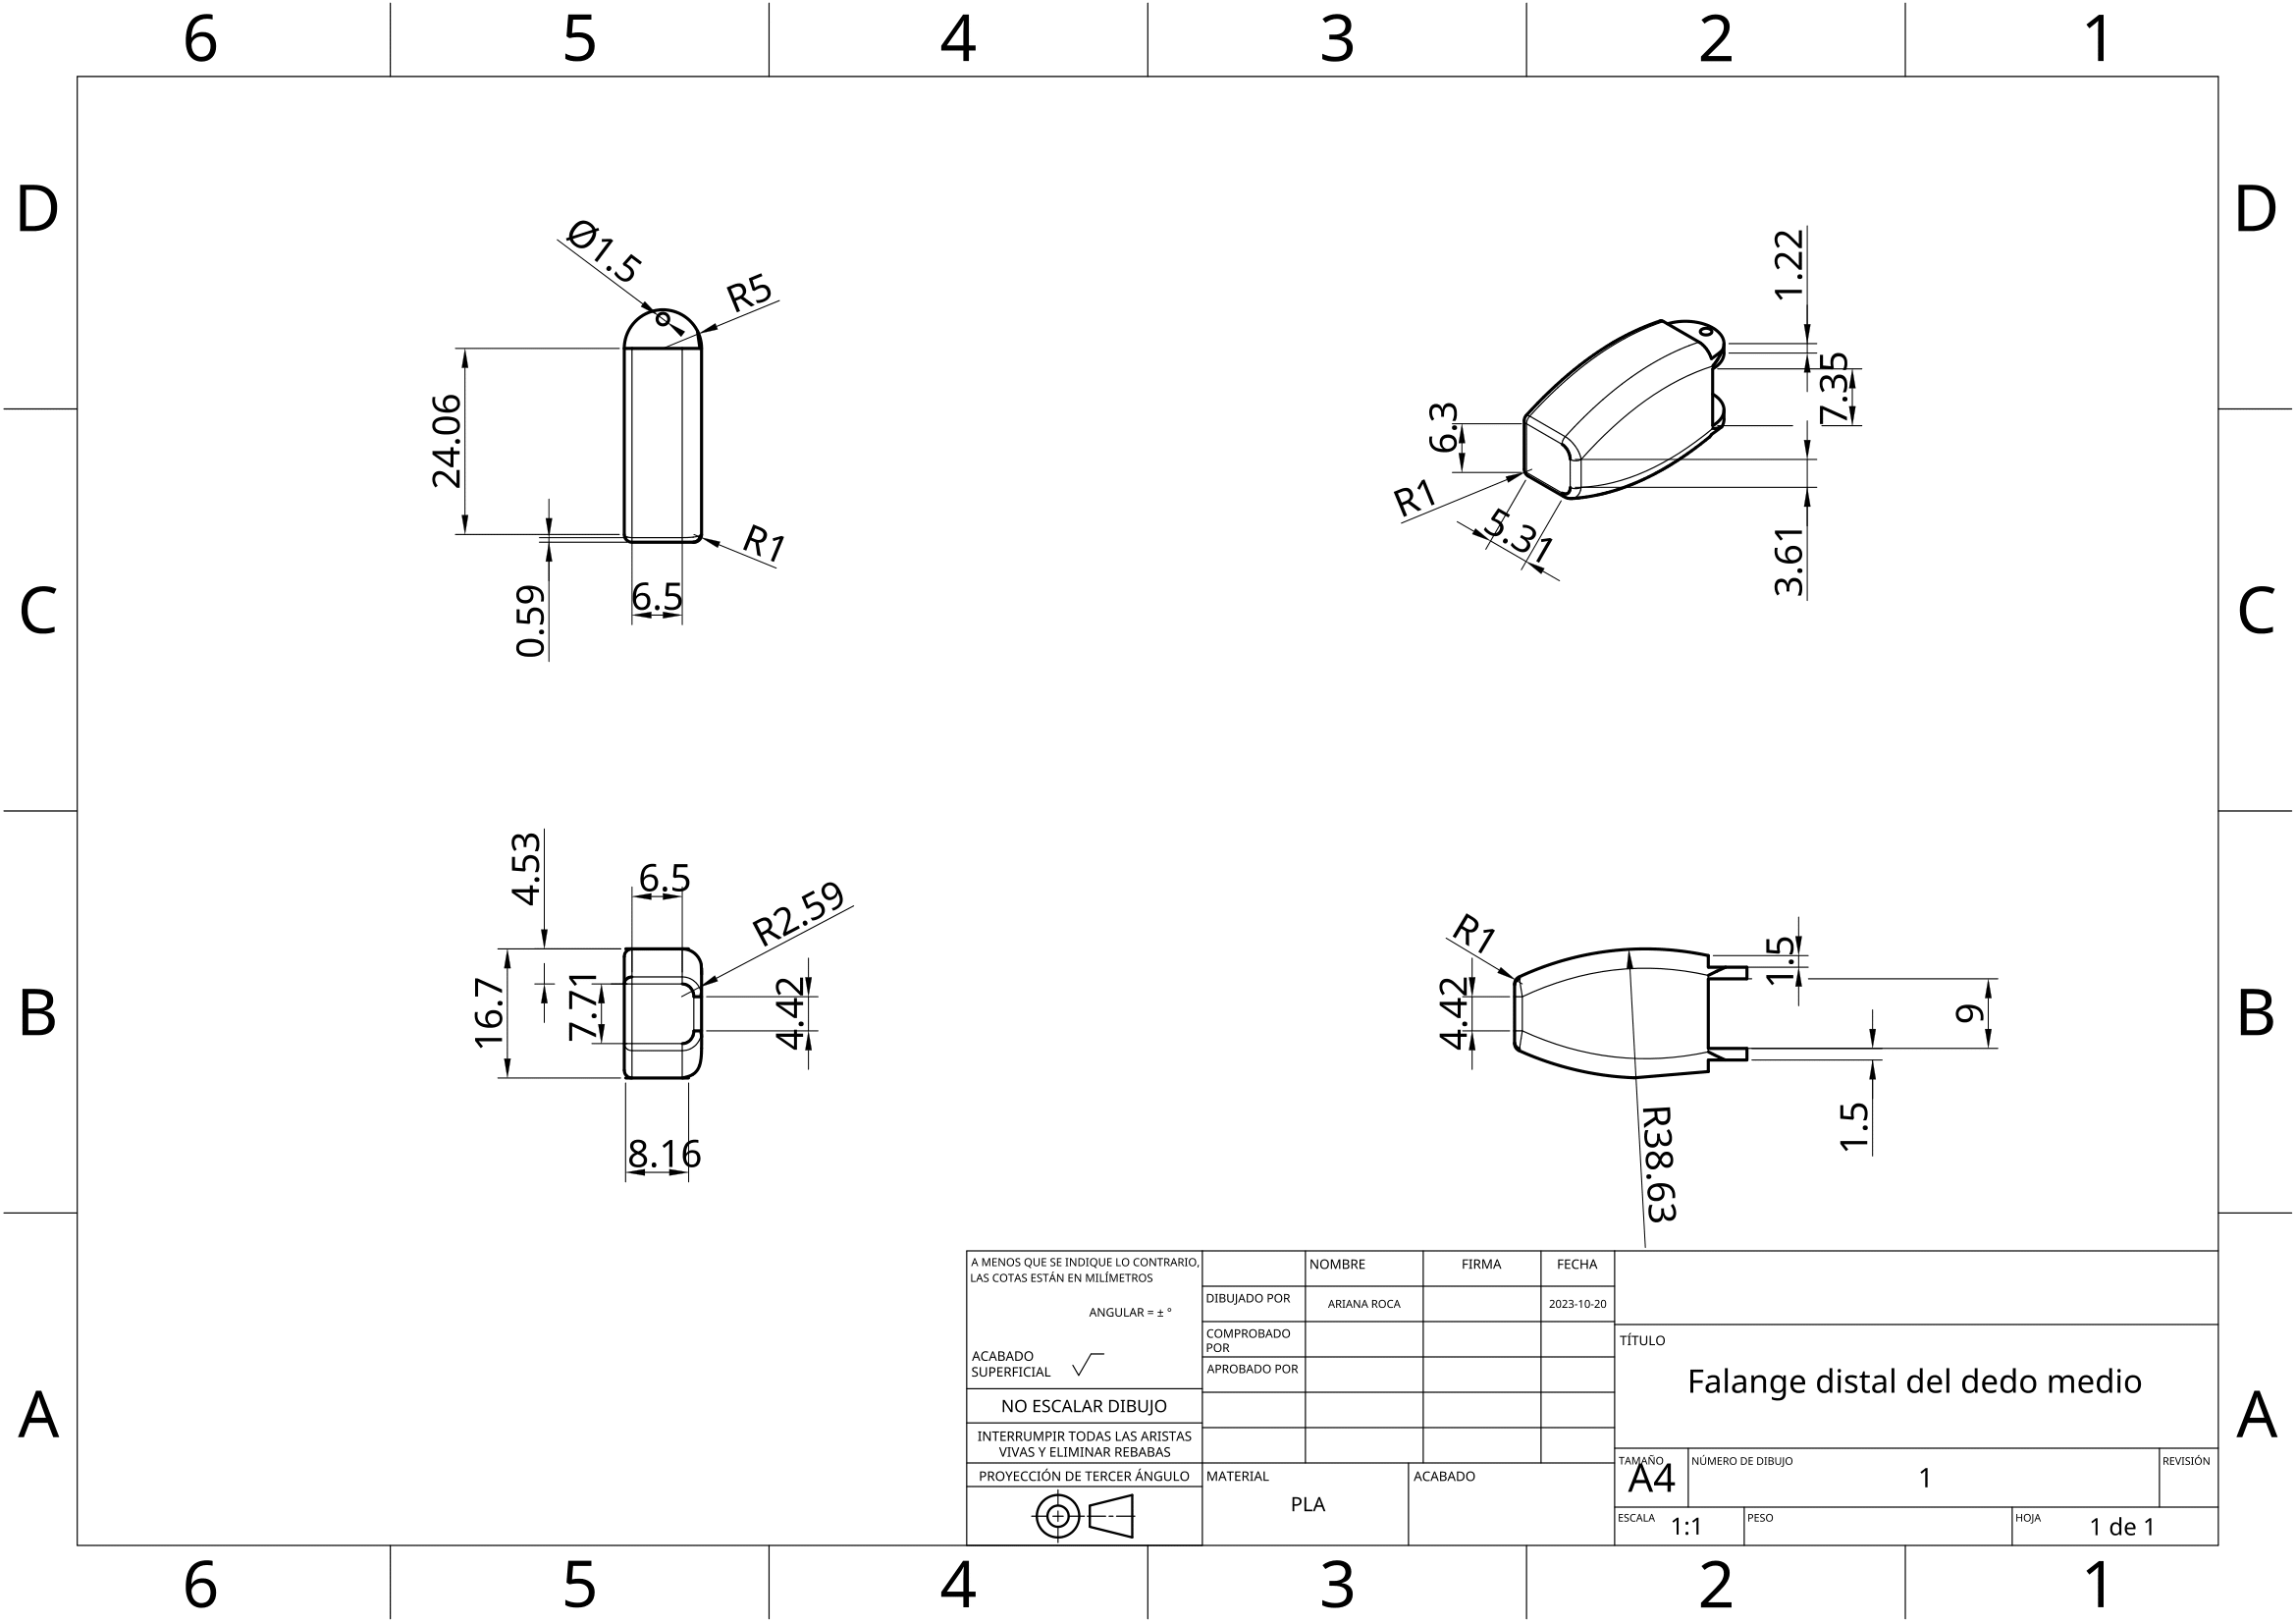 6 5 4 3 2 1
D D
Ø1.5
R5
24.06
0.59
6.5
R1
1.22
7.35
6.3
R1
5.31
3.61
C C
4.53
6.5
R2.59
16.7
7.71
4.42
8.16
R1
4.42
1.5
9
1.5
R38.63
B B
A MENOS QUE SE INDIQUE LO CONTRARIO,
LAS COTAS ESTÁN EN MILÍMETROS
ANGULAR = ± °
ACABADO
SUPERFICIAL
NO ESCALAR DIBUJO
INTERRUMPIR TODAS LAS ARISTAS
VIVAS Y ELIMINAR REBABAS
PROYECCIÓN DE TERCER ÁNGULO
NOMBRE FIRMA FECHA
DIBUJADO POR ARIANA ROCA 2023-10-20
COMPROBADO
POR
APROBADO POR
MATERIAL
PLA
ACABADO
TÍTULO
Falange distal del dedo medio
TAMAÑO
A4
NÚMERO DE DIBUJO
1
REVISIÓN
ESCALA 1:1
PESO
HOJA 1 de 1
A A
6 5 4 3 2 1